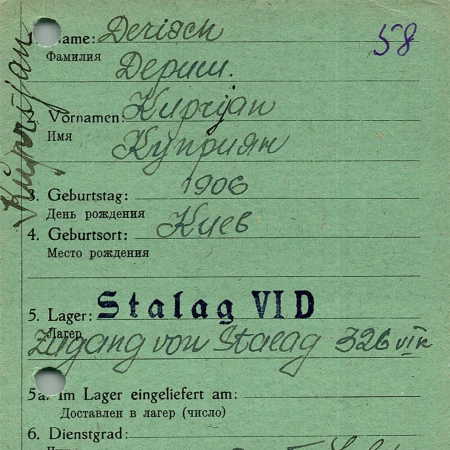 1. Name: Derisch
58
Фамилия
Дериш.
2. Vornamen: Kuprijan
Имя
Куприян
Kuprijan
3. Geburtstag: 1906
День рождения
4. Geburtsort: Киев
Место рождения
5. Lager: Stalag VI D
Лагерь
Zugang von Stalag 326 VI K
5a. Im Lager eingeliefert am:
Доставлен в лагерь (число)
6. Dienstgrad: